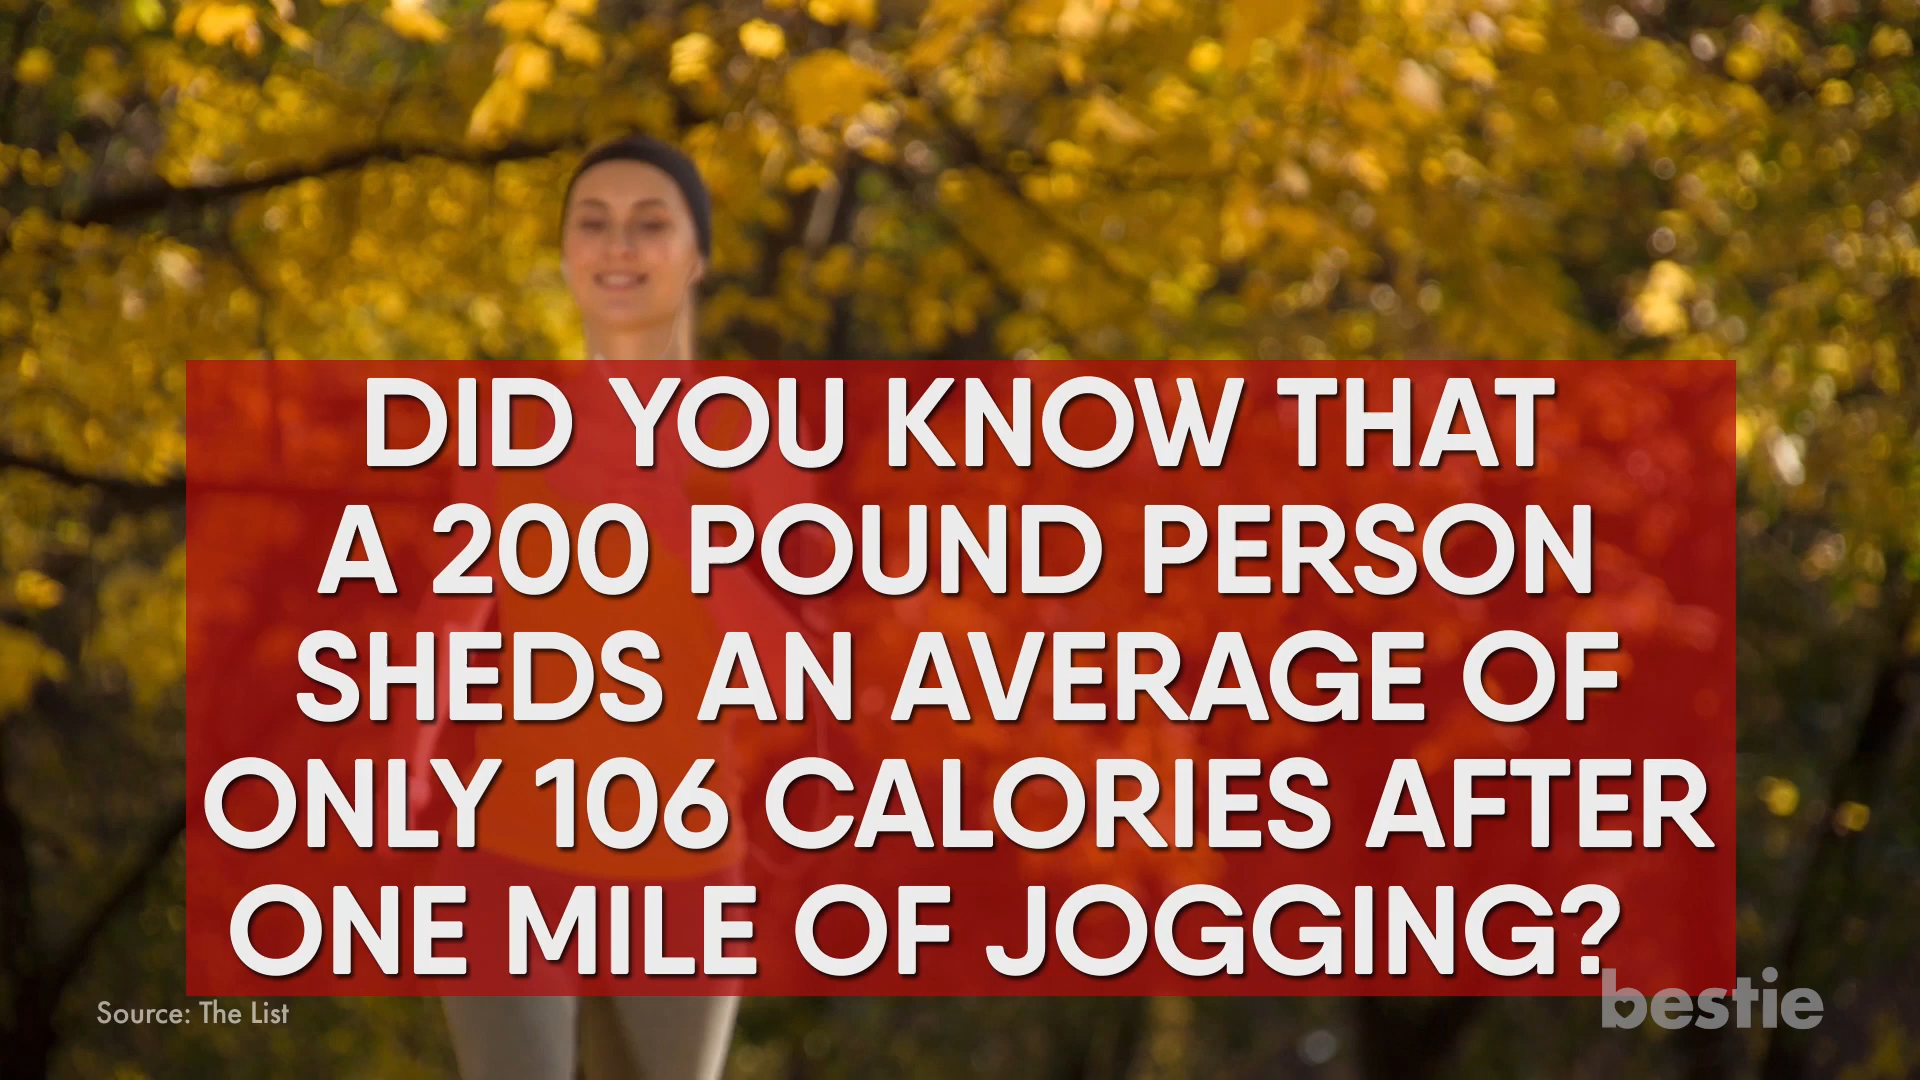 DID YOU KNOW THAT
A 200 POUND PERSON
SHEDS AN AVERAGE OF
ONLY 106 CALORIES AFTER
ONE MILE OF JOGGING?
Source: The List
bestie